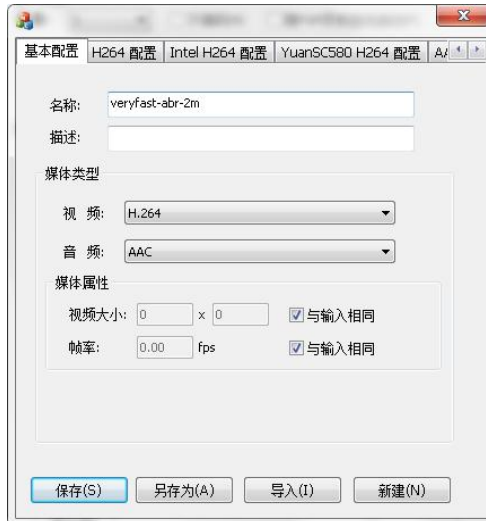 基本配置 H264 配置 Intel H264 配置 YuanSC580 H264 配置
名称: veryfast-abr-2m
描述:
媒体类型
视 频: H.264
音 频: AAC
媒体属性
视频大小: 0 x 0 与输入相同
帧率: 0.00 fps 与输入相同
保存(S) 另存为(A) 导入(I) 新建(N)